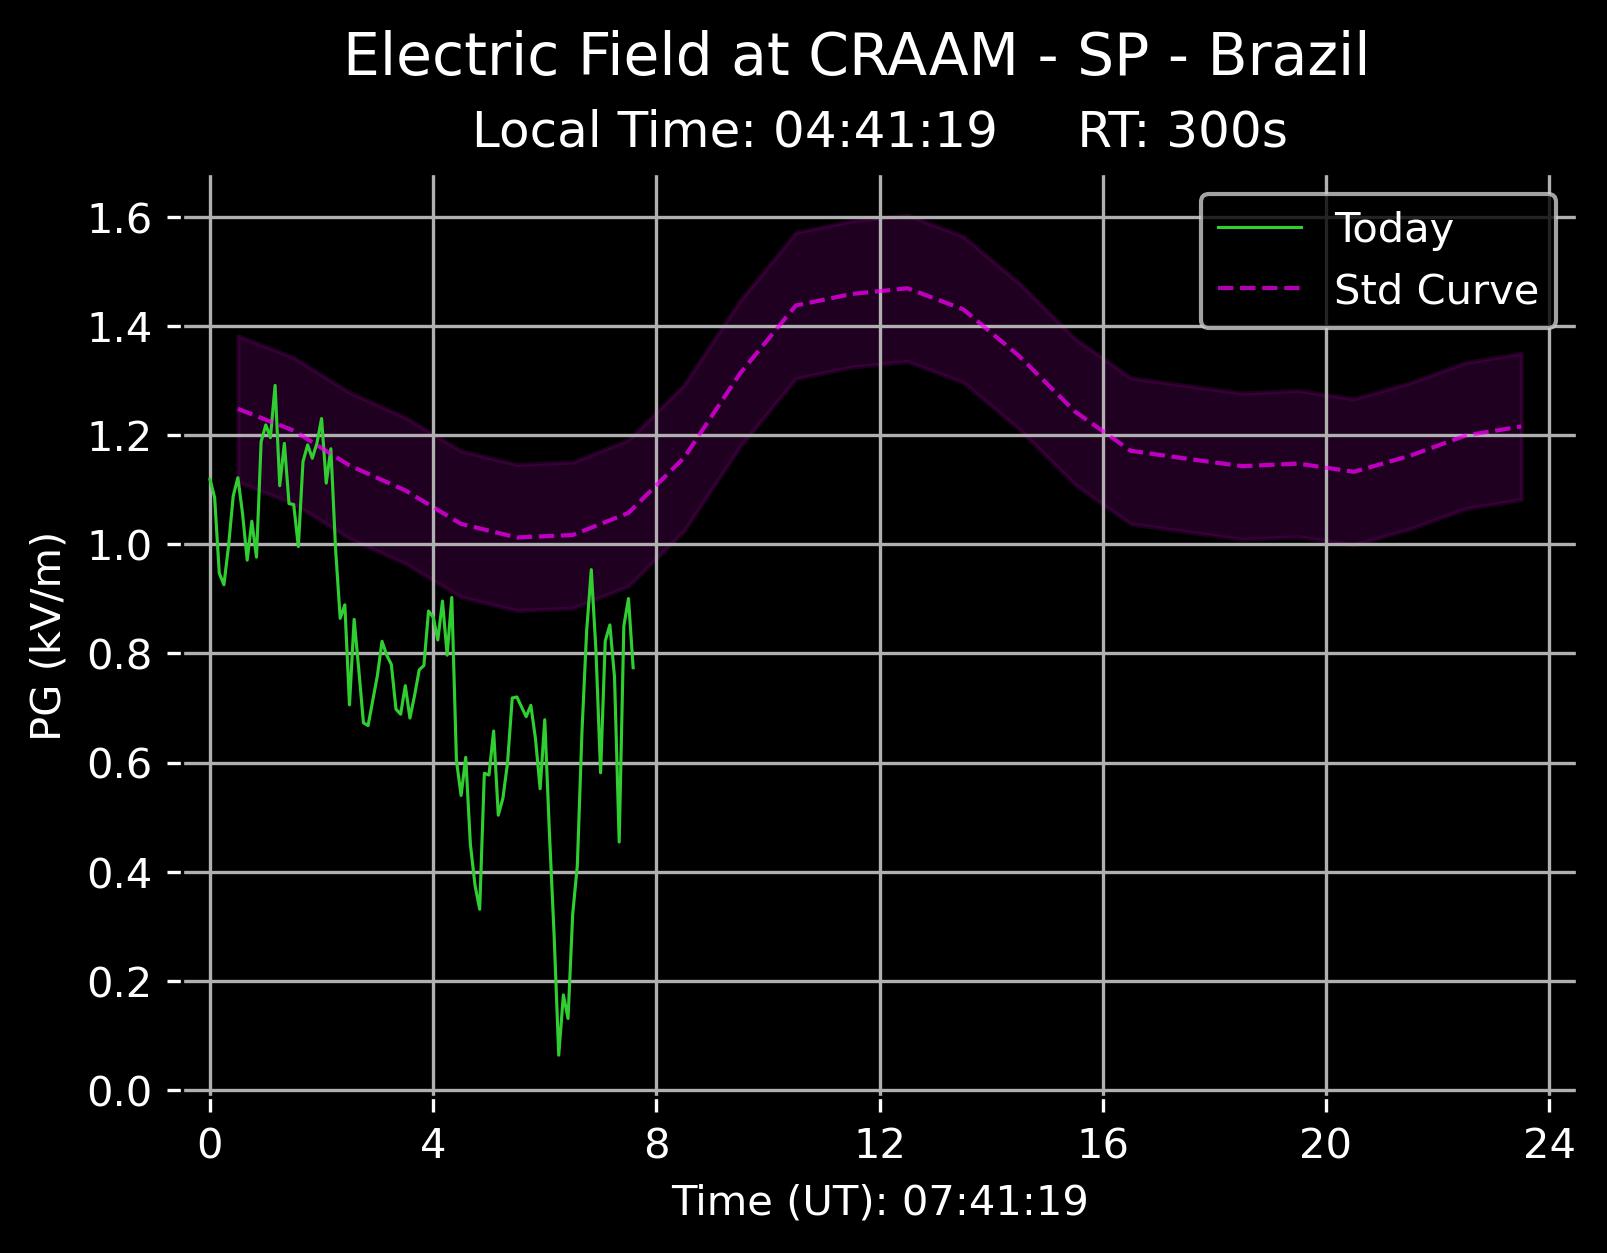 Electric Field at CRAAM - SP - Brazil
Local Time: 04:41:19 RT: 300s
Today
Std Curve
1.6
1.4
1.2
1.0
0.8
0.6
0.4
0.2
0.0
PG (kV/m)
0 4 8 12 16 20 24
Time (UT): 07:41:19